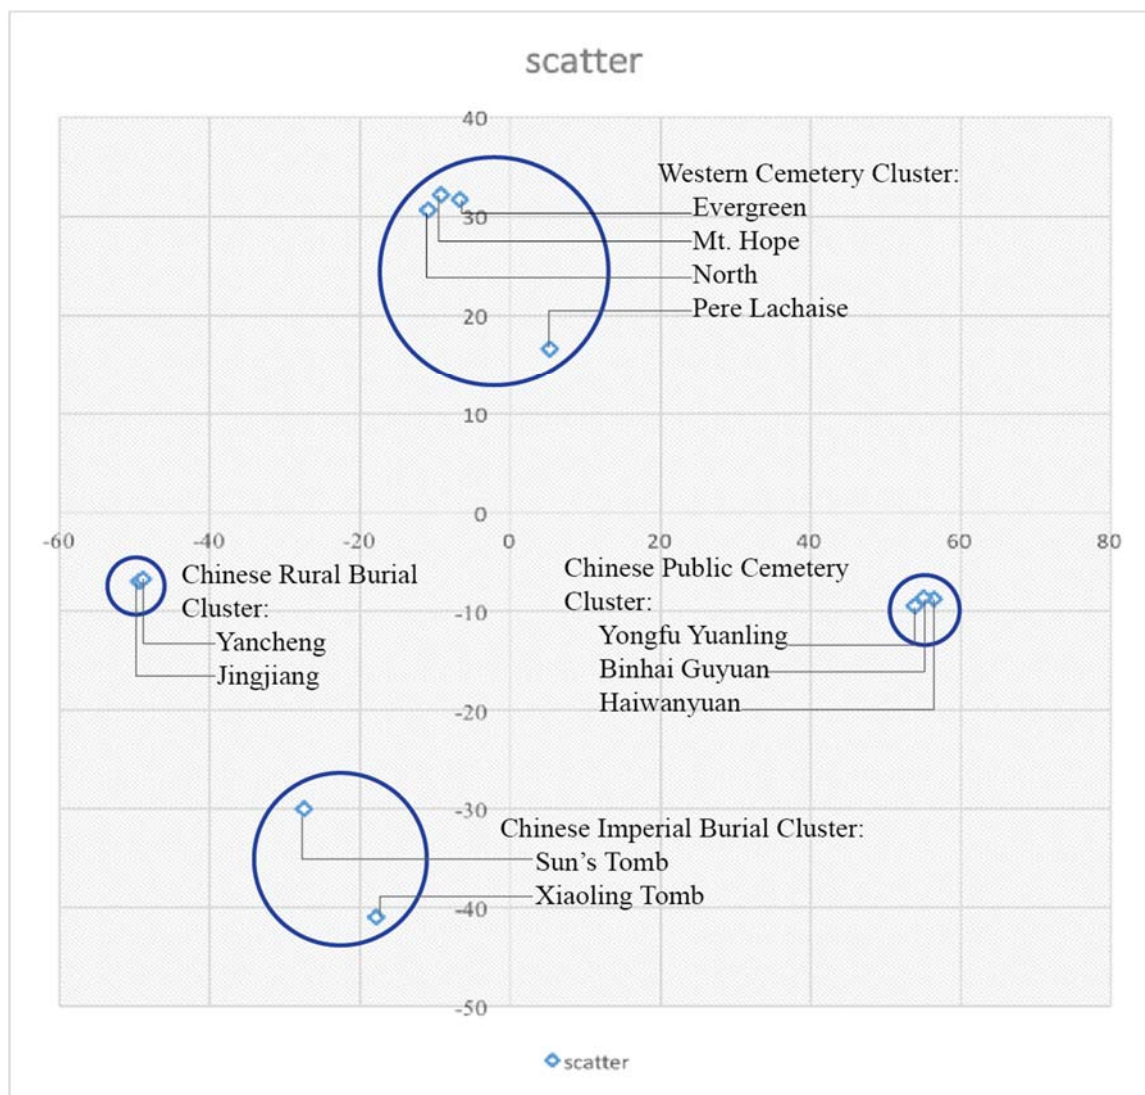 scatter
40
Western Cemetery Cluster:
Evergreen
30
Mt. Hope
North
Pere Lachaise
20
10
0
-60 -40 -20 0 20 40 60 80
Chinese Rural Burial
Cluster:
Yancheng
Jingjiang
Chinese Public Cemetery
Cluster:
Yongfu Yuanling
Binhai Guyuan
Haiwanyuan
-10
-20
-30
Chinese Imperial Burial Cluster:
Sun's Tomb
Xiaoling Tomb
-40
-50
scatter